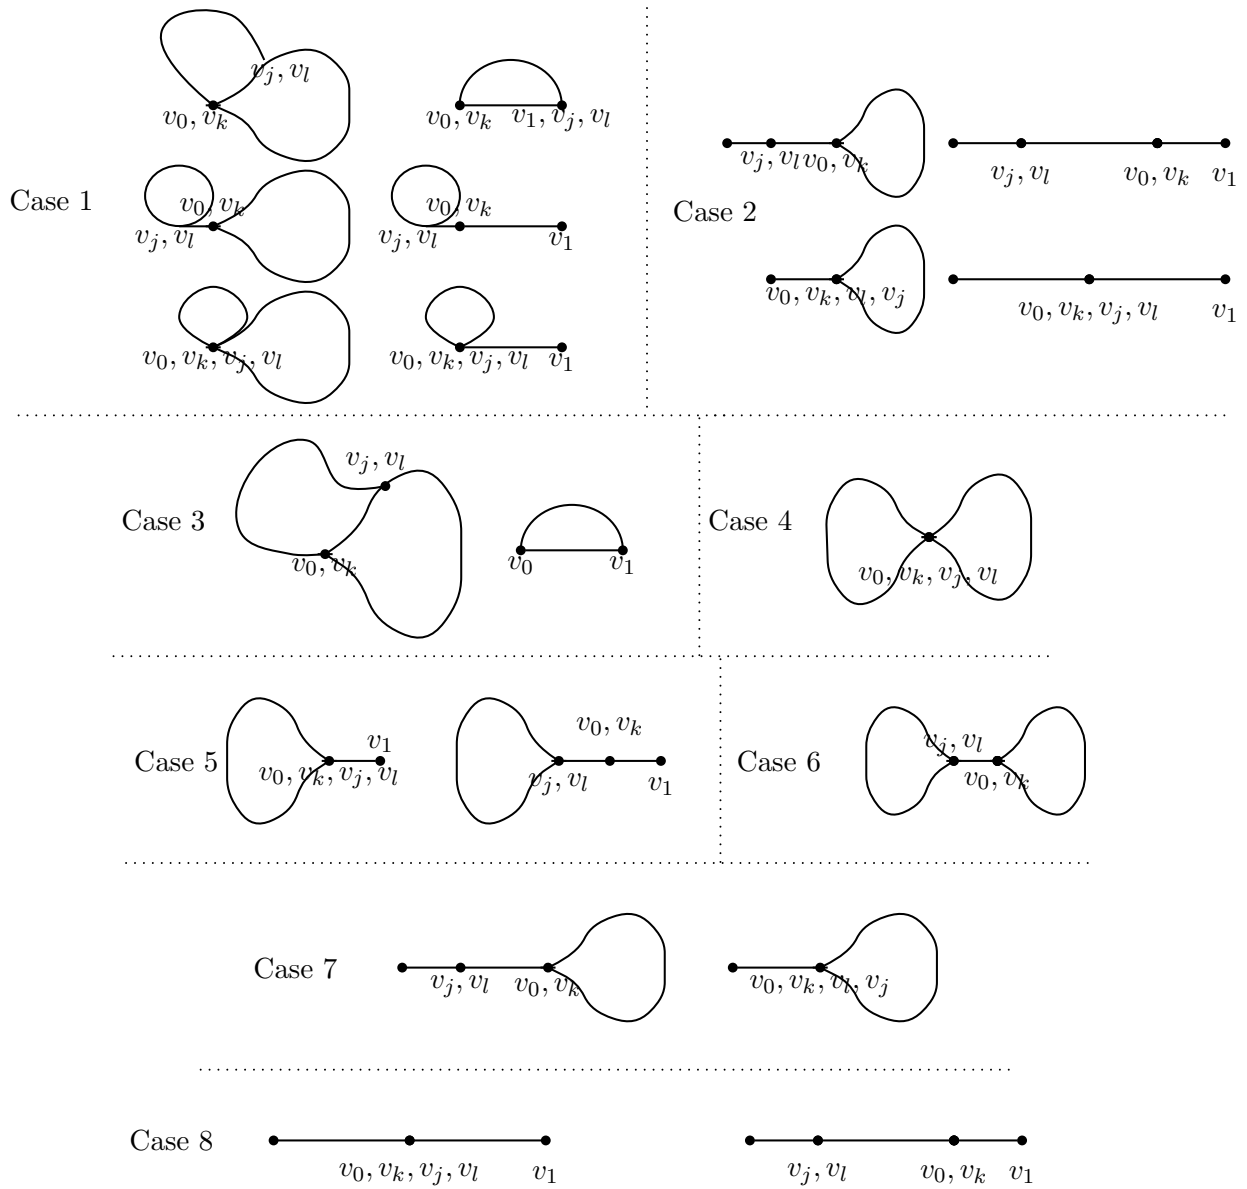 Case 1
v_j, v_l
v_0, v_k
v_0, v_k
v_1, v_j, v_l
v_0, v_k
v_j, v_l
v_0, v_k
v_j, v_l
v_1
v_0, v_k, v_j, v_l
v_0, v_k, v_j, v_l
v_1
Case 2
v_j, v_l
v_0, v_k
v_j, v_l
v_0, v_k
v_1
v_0, v_k, v_l, v_j
v_0, v_k, v_j, v_l
v_1
Case 3
v_j, v_l
v_0, v_k
v_0
v_1
Case 4
v_0, v_k, v_j, v_l
Case 5
v_1
v_0, v_k, v_j, v_l
v_0, v_k
v_j, v_l
v_1
Case 6
v_j, v_l
v_0, v_k
Case 7
v_j, v_l
v_0, v_k
v_0, v_k, v_l, v_j
Case 8
v_0, v_k, v_j, v_l
v_1
v_j, v_l
v_0, v_k
v_1